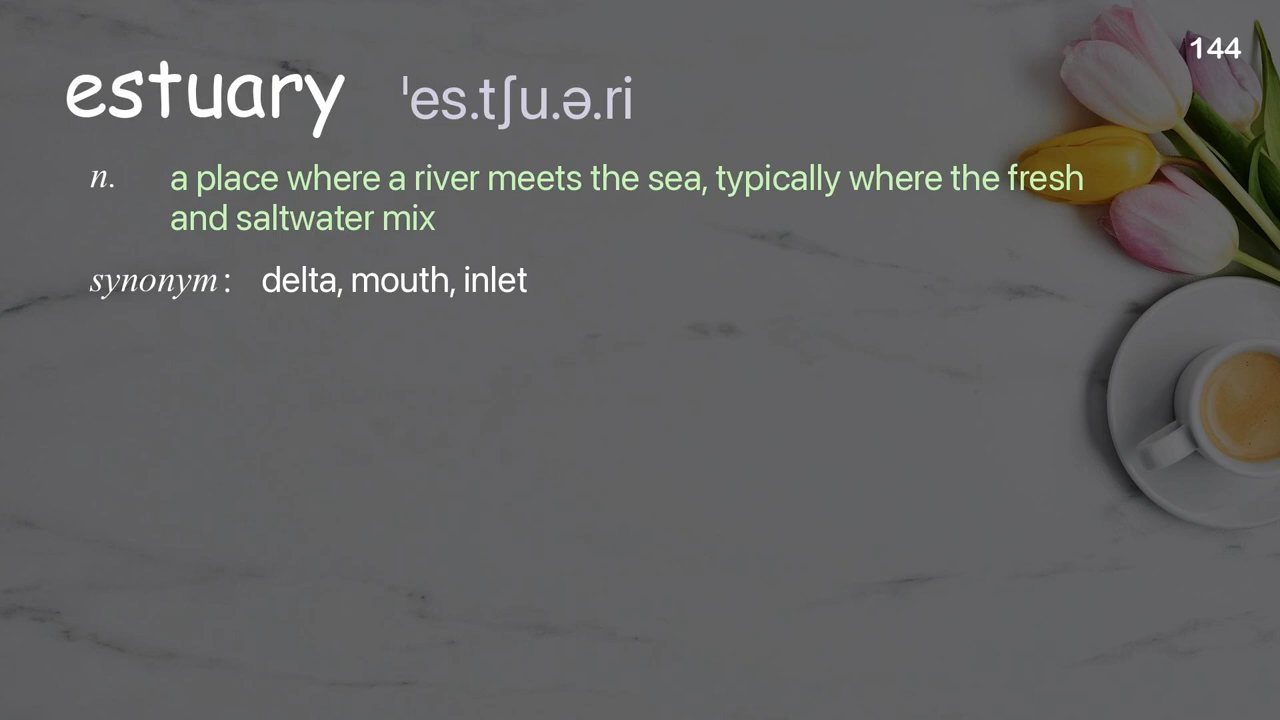 144
estuary ˈes.tʃu.ə.ri
n. a place where a river meets the sea, typically where the fresh
and saltwater mix
synonym: delta, mouth, inlet